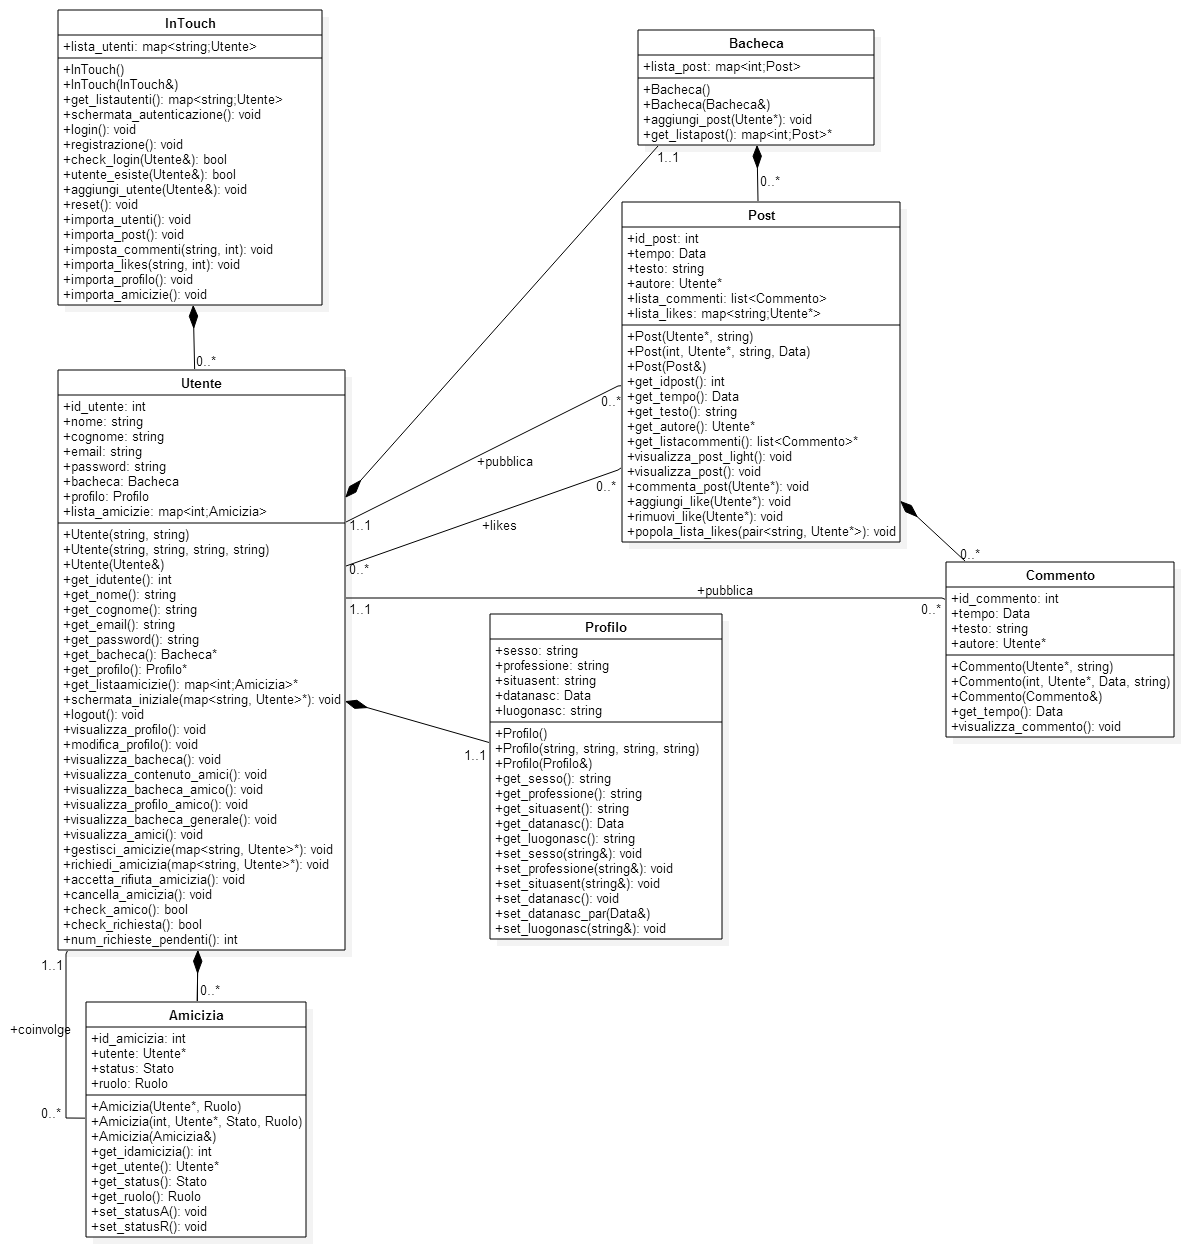 InTouch
+lista_utenti: map<string;Utente>
+InTouch()
+InTouch(InTouch&)
+get_listautenti(): map<string;Utente>
+schermata_autenticazione(): void
+login(): void
+registrazione(): void
+check_login(Utente&): bool
+utente_esiste(Utente&): bool
+aggiungi_utente(Utente&): void
+reset(): void
+importa_utenti(): void
+importa_post(): void
+imposta_commenti(string, int): void
+importa_likes(string, int): void
+importa_profilo(): void
+importa_amicizie(): void
0..*
Bacheca
+lista_post: map<int;Post>
+Bacheca()
+Bacheca(Bacheca&)
+aggiungi_post(Utente*): void
+get_listapost(): map<int;Post>*
1..1
0..*
Post
+id_post: int
+tempo: Data
+testo: string
+autore: Utente*
+lista_commenti: list<Commento>
+lista_likes: map<string;Utente*>
+Post(Utente*, string)
+Post(int, Utente*, string, Data)
+Post(Post&)
+get_idpost(): int
+get_tempo(): Data
+get_testo(): string
+get_autore(): Utente*
+get_listacommenti(): list<Commento>*
+visualizza_post_light(): void
+visualizza_post(): void
+commenta_post(Utente*): void
+aggiungi_like(Utente*): void
+rimuovi_like(Utente*): void
+popola_lista_likes(pair<string, Utente*>): void
0..*
+pubblica
1..1
0..*
+likes
0..*
0..*
Utente
+id_utente: int
+nome: string
+cognome: string
+email: string
+password: string
+bacheca: Bacheca
+profilo: Profilo
+lista_amicizie: map<int;Amicizia>
+Utente(string, string)
+Utente(string, string, string, string)
+Utente(Utente&)
+get_idutente(): int
+get_nome(): string
+get_cognome(): string
+get_email(): string
+get_password(): string
+get_bacheca(): Bacheca*
+get_profilo(): Profilo*
+get_listaamicizie(): map<int;Amicizia>*
+schermata_iniziale(map<string, Utente>*): void
+logout(): void
+visualizza_profilo(): void
+modifica_profilo(): void
+visualizza_bacheca(): void
+visualizza_contenuto_amici(): void
+visualizza_bacheca_amico(): void
+visualizza_profilo_amico(): void
+visualizza_bacheca_generale(): void
+visualizza_amici(): void
+gestisci_amicizie(map<string, Utente>*): void
+richiedi_amicizia(map<string, Utente>*): void
+accetta_rifiuta_amicizia(): void
+cancella_amicizia(): void
+check_amico(): bool
+check_richiesta(): bool
+num_richieste_pendenti(): int
+pubblica
1..1
0..*
Commento
+id_commento: int
+tempo: Data
+testo: string
+autore: Utente*
+Commento(Utente*, string)
+Commento(int, Utente*, Data, string)
+Commento(Commento&)
+get_tempo(): Data
+visualizza_commento(): void
Profilo
+sesso: string
+professione: string
+situasent: string
+datanasc: Data
+luogonasc: string
+Profilo()
+Profilo(string, string, string, string)
+Profilo(Profilo&)
+get_sesso(): string
+get_professione(): string
+get_situasent(): string
+get_datanasc(): Data
+get_luogonasc(): string
+set_sesso(string&): void
+set_professione(string&): void
+set_situasent(string&): void
+set_datanasc(): void
+set_datanasc_par(Data&)
+set_luogonasc(string&): void
1..1
1..1
0..*
+coinvolge
0..*
Amicizia
+id_amicizia: int
+utente: Utente*
+status: Stato
+ruolo: Ruolo
+Amicizia(Utente*, Ruolo)
+Amicizia(int, Utente*, Stato, Ruolo)
+Amicizia(Amicizia&)
+get_idamicizia(): int
+get_utente(): Utente*
+get_status(): Stato
+get_ruolo(): Ruolo
+set_statusA(): void
+set_statusR(): void